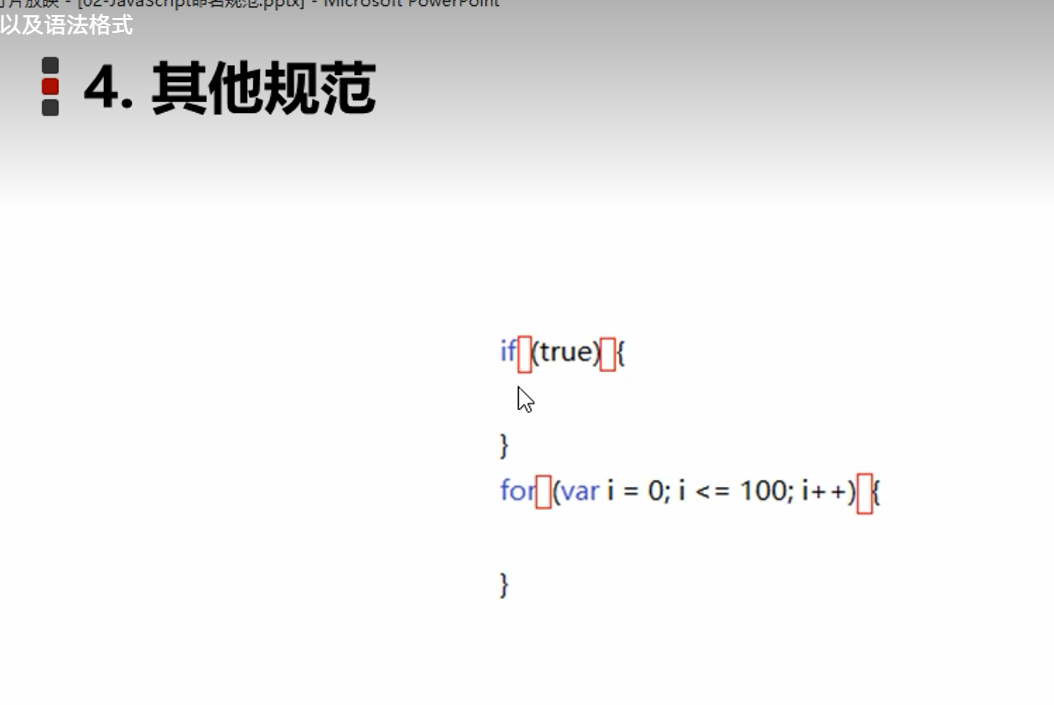 片放映 - [02-JavaScript命名规范.pptx] - Microsoft PowerPoint
以及语法格式
4. 其他规范
if (true) {
}
for (var i = 0; i <= 100; i++) {
}